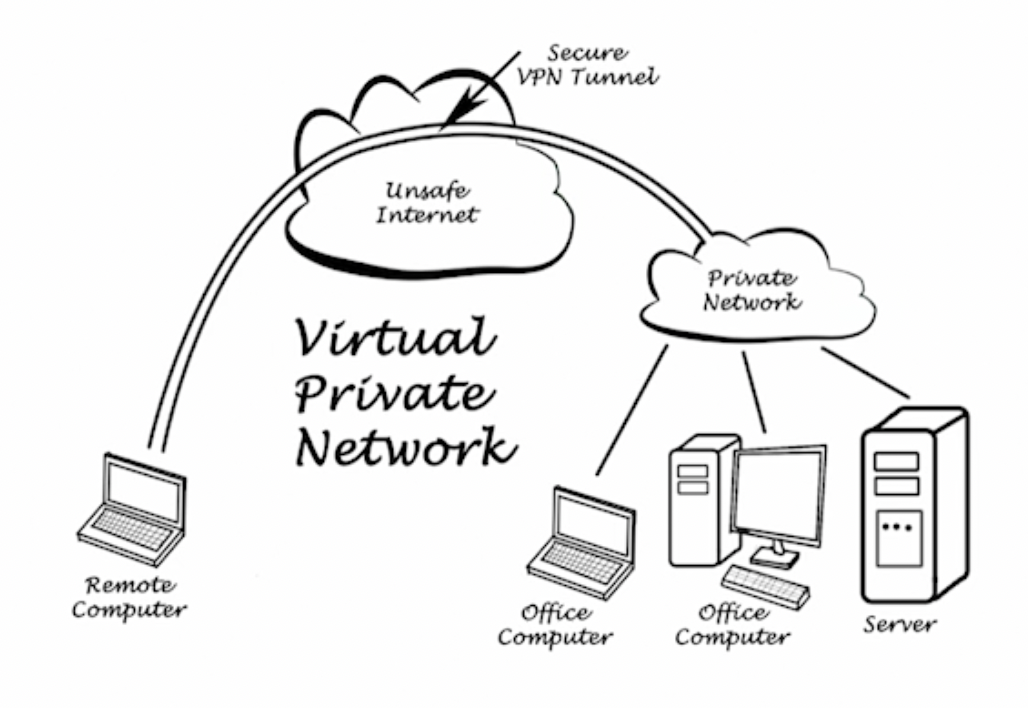 Secure
VPN Tunnel
Unsafe
Internet
Private
Network
Virtual
Private
Network
Remote
Computer
Office
Computer
Office
Computer
Server